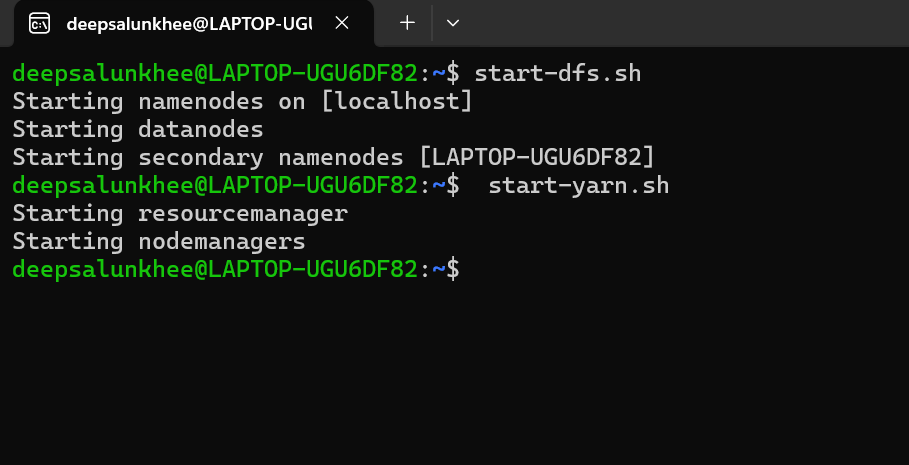 deepsalunkhee@LAPTOP-UGU
deepsalunkhee@LAPTOP-UGU6DF82:~$ start-dfs.sh
Starting namenodes on [localhost]
Starting datanodes
Starting secondary namenodes [LAPTOP-UGU6DF82]
deepsalunkhee@LAPTOP-UGU6DF82:~$  start-yarn.sh
Starting resourcemanager
Starting nodemanagers
deepsalunkhee@LAPTOP-UGU6DF82:~$